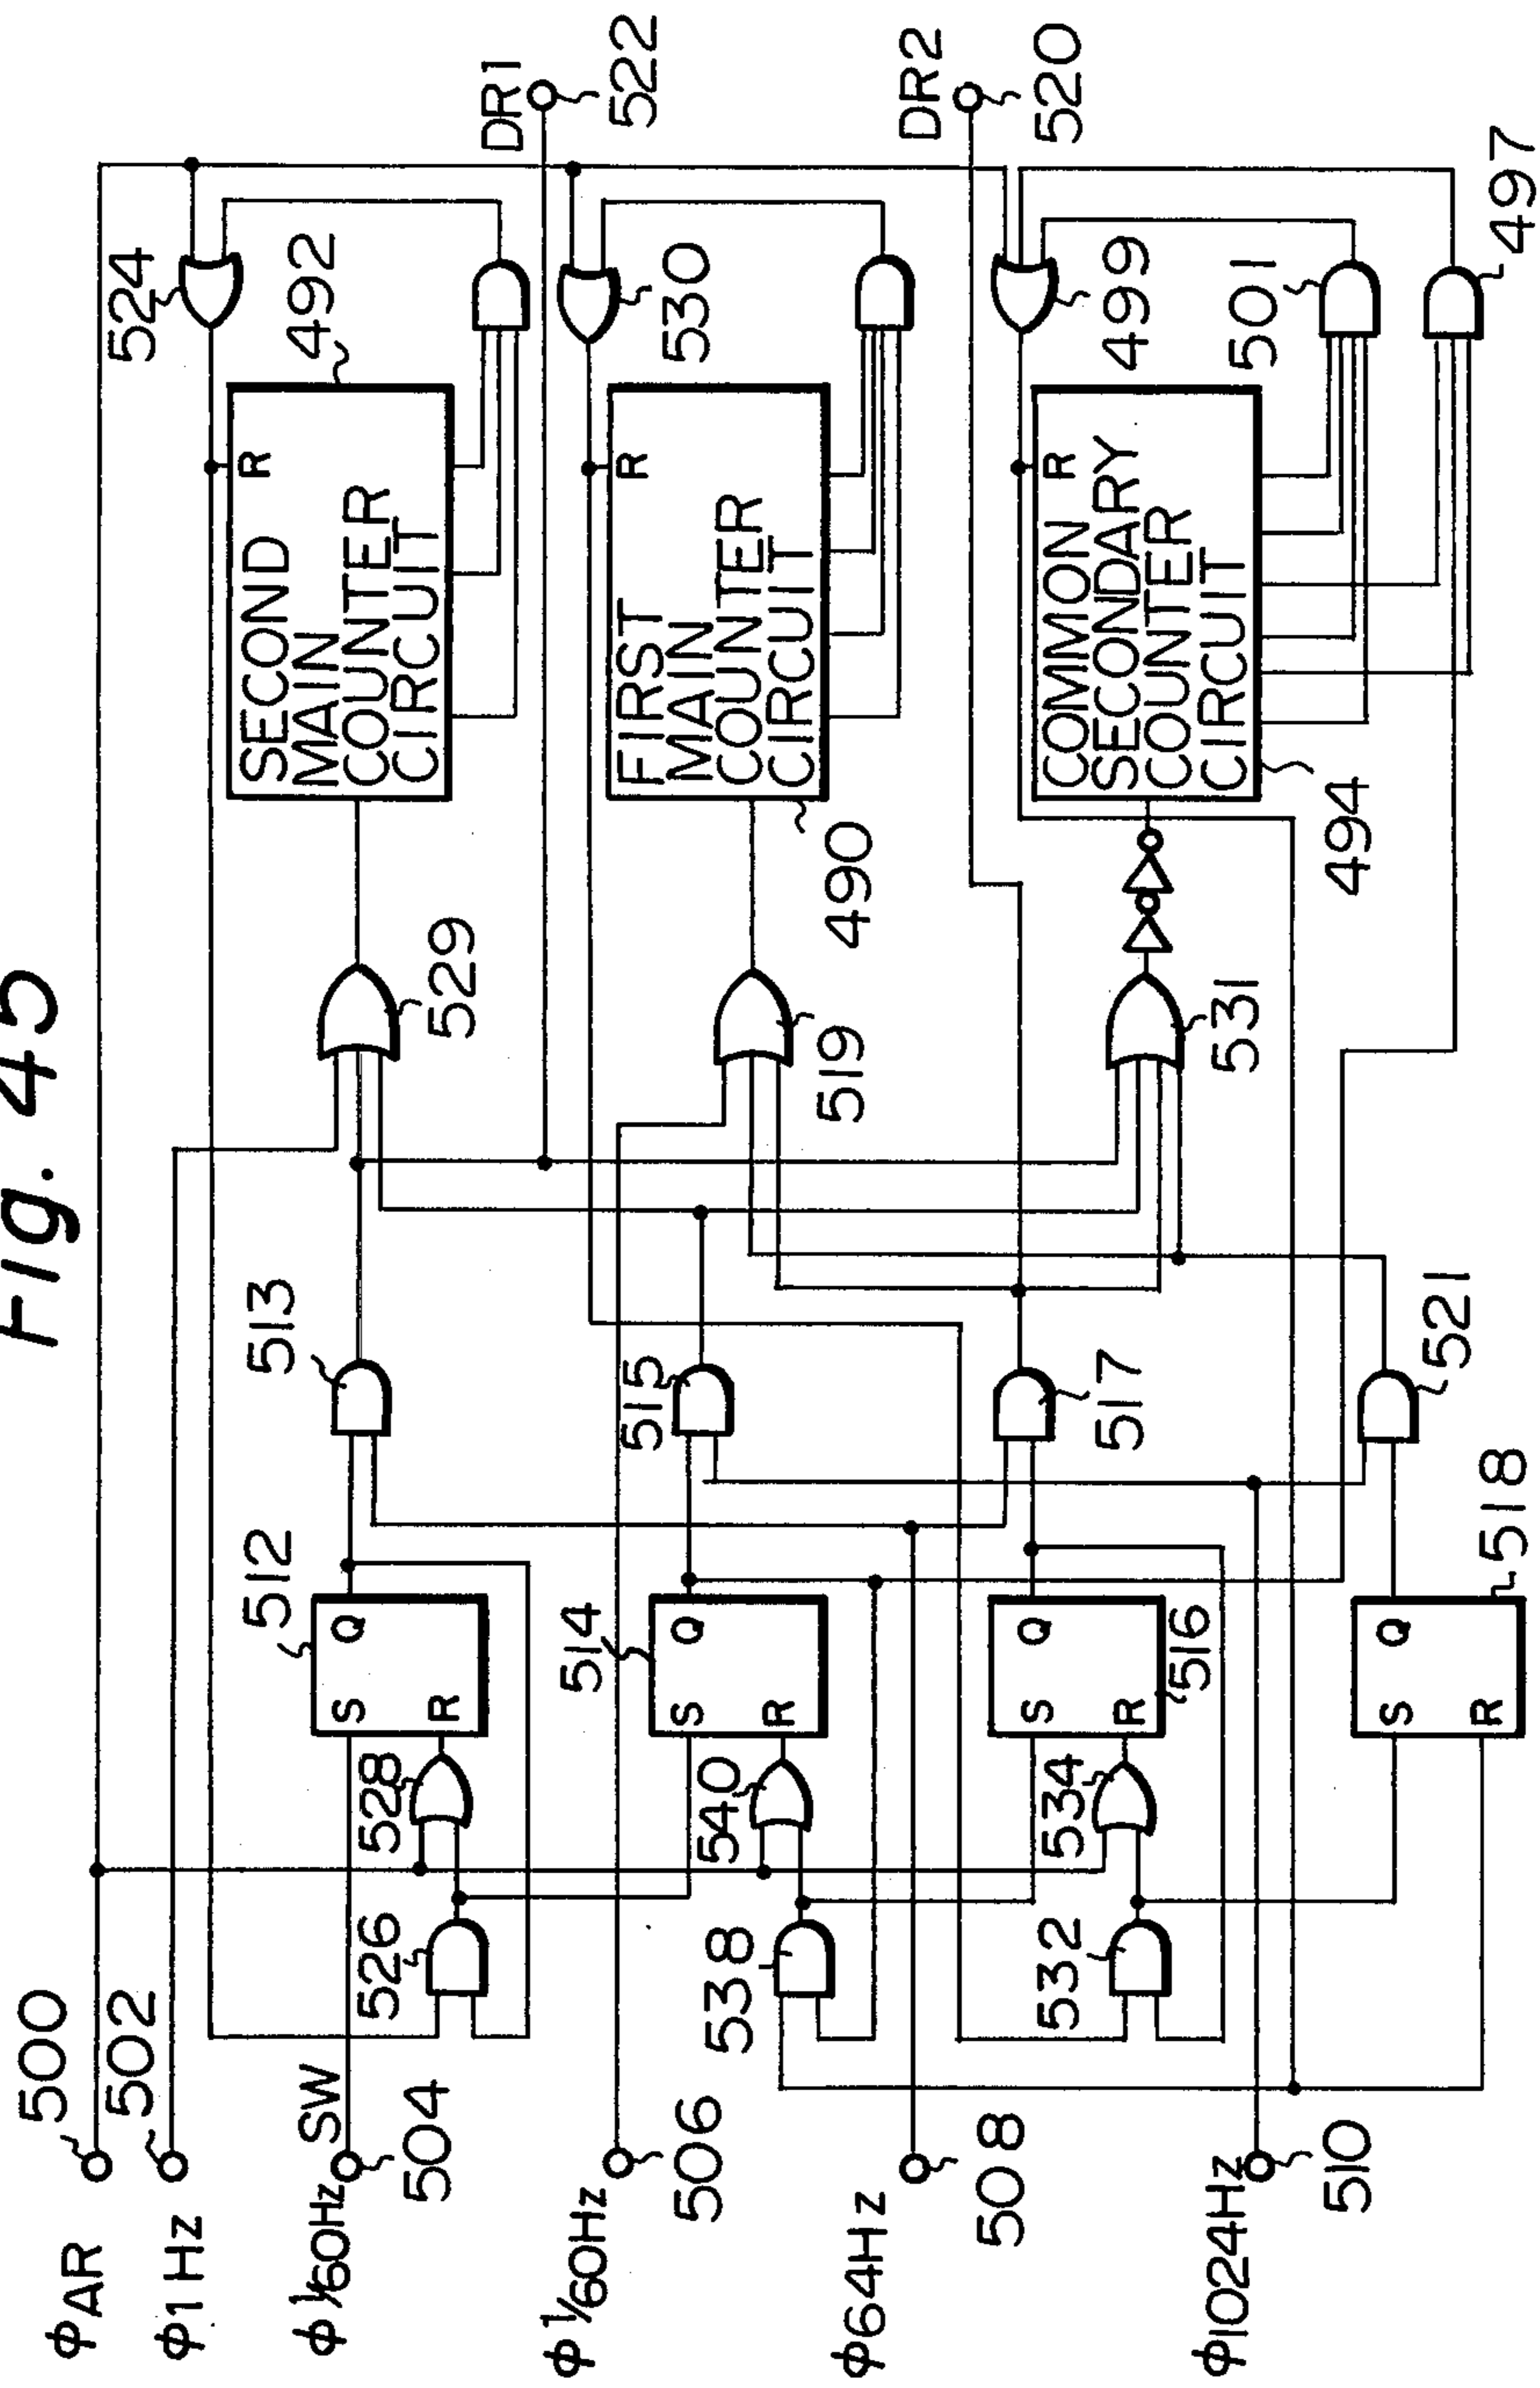 Fig. 45
500
φAR
502
φ1Hz
SW
φ1/60Hz
504
φ1/60Hz
506
φ64Hz
508
φ1024Hz
510
526
528
S
R
Q
512
513
529
SECOND
MAIN
COUNTER
CIRCUIT
R
492
524
DR1
522
538
540
S
R
Q
514
515
519
FIRST
MAIN
COUNTER
CIRCUIT
R
490
530
DR2
520
532
534
S
R
Q
516
517
531
COMMON
SECONDARY
COUNTER
CIRCUIT
R
494
499
501
497
S
R
Q
518
521